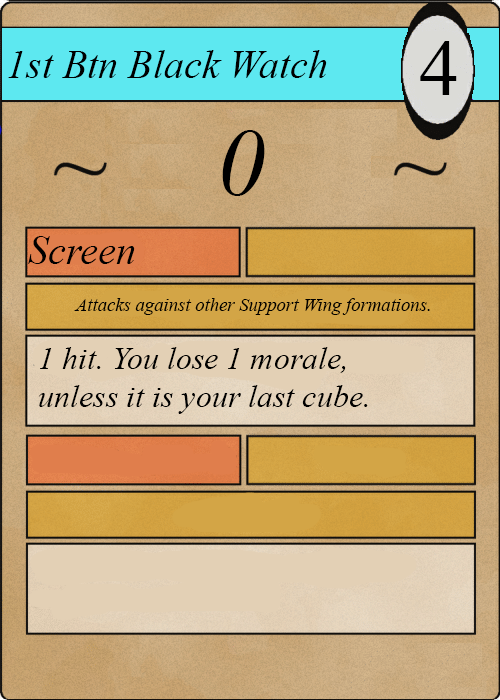 1st Btn Black Watch
4
~ 0 ~
Screen
Attacks against other Support Wing formations.
1 hit. You lose 1 morale,
unless it is your last cube.